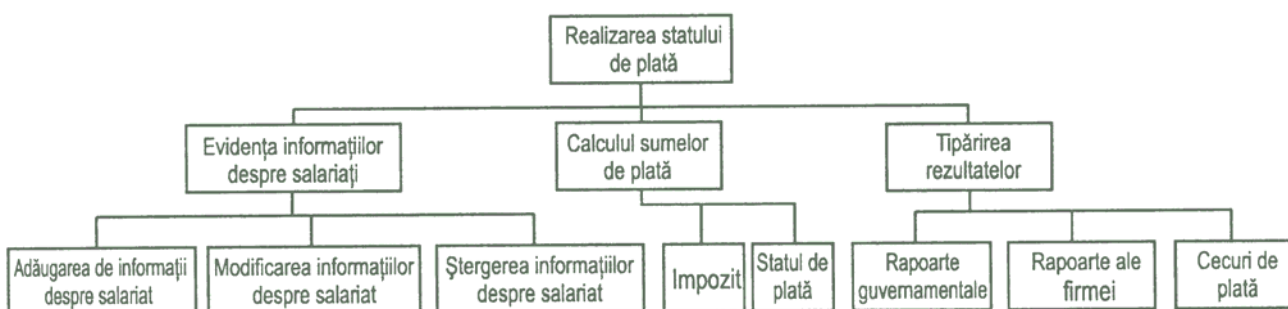 Realizarea statului
de plată
Evidența informațiilor
despre salariați
Calculul sumelor
de plată
Tipărirea
rezultatelor
Adăugarea de informații
despre salariat
Modificarea informațiilor
despre salariat
Ștergerea informațiilor
despre salariat
Impozit
Statul de
plată
Rapoarte
guvernamentale
Rapoarte ale
firmei
Cecuri de
plată